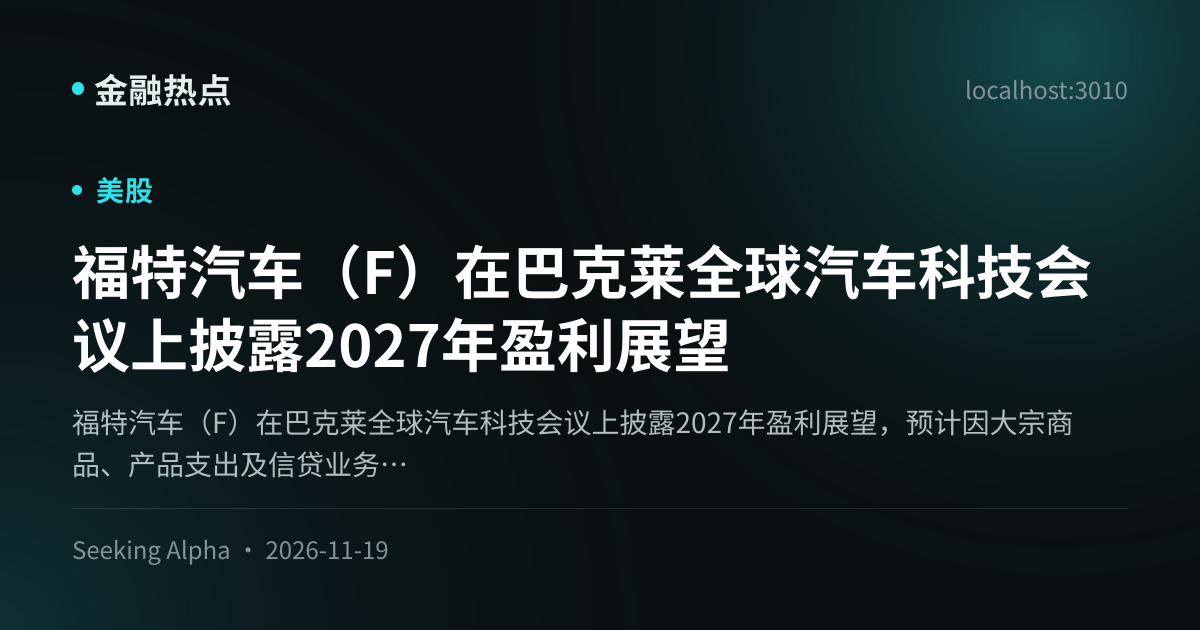 金融热点
localhost:3010
美股
福特汽车（F）在巴克莱全球汽车科技会
议上披露2027年盈利展望
福特汽车（F）在巴克莱全球汽车科技会议上披露2027年盈利展望，预计因大宗商
品、产品支出及信贷业务…
Seeking Alpha · 2026-11-19